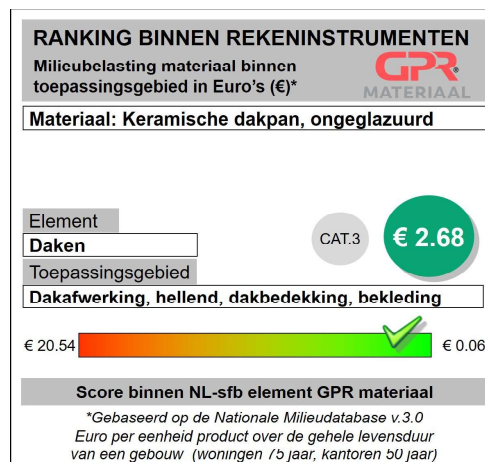 RANKING BINNEN REKENINSTRUMENTEN
Milieubelasting materiaal binnen
toepassingsgebied in Euro's (€)*
GPR®
MATERIAAL
Materiaal: Keramische dakpan, ongeglazuurd
Element
Daken
CAT.3
€ 2.68
Toepassingsgebied
Dakafwerking, hellend, dakbedekking, bekleding
€ 20.54
€ 0.06
Score binnen NL-sfb element GPR materiaal
*Gebaseerd op de Nationale Milieudatabase v.3.0
Euro per eenheid product over de gehele levensduur
van een gebouw (woningen 75 jaar, kantoren 50 jaar)